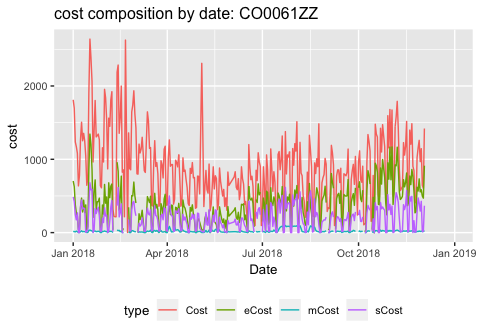 cost composition by date: CO0061ZZ
cost
2000
1000
0
Jan 2018 Apr 2018 Jul 2018 Oct 2018 Jan 2019
Date
type Cost eCost mCost sCost